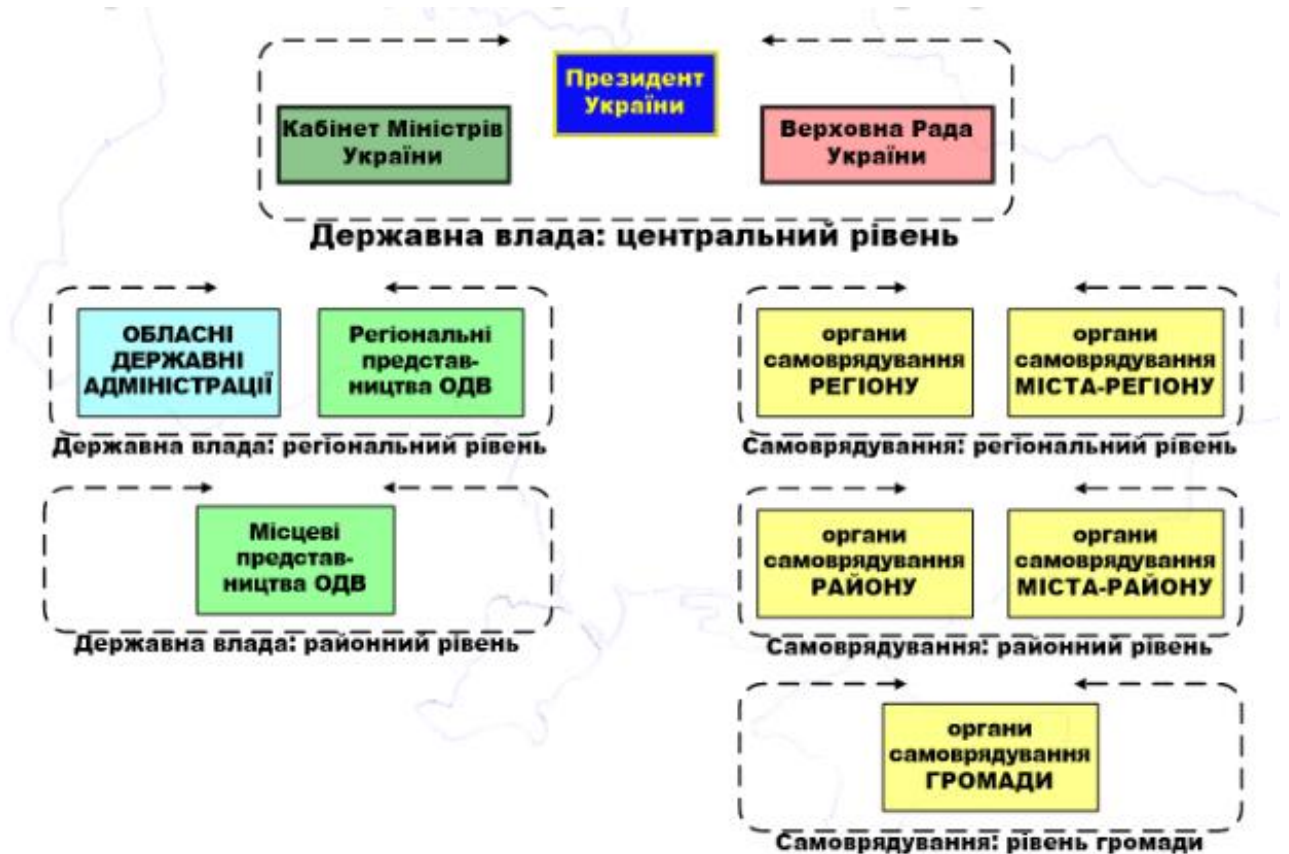 Президент
України
Кабінет Міністрів
України
Верховна Рада
України
Державна влада: центральний рівень
ОБЛАСНІ
ДЕРЖАВНІ
АДМІНІСТРАЦІЇ
Регіональні
представ-
ництва ОДВ
Державна влада: регіональний рівень
органи
самоврядування
РЕГІОНУ
органи
самоврядування
МІСТА-РЕГІОНУ
Самоврядування: регіональний рівень
Місцеві
представ-
ництва ОДВ
Державна влада: районний рівень
органи
самоврядування
РАЙОНУ
органи
самоврядування
МІСТА-РАЙОНУ
Самоврядування: районний рівень
органи
самоврядування
ГРОМАДИ
Самоврядування: рівень громади